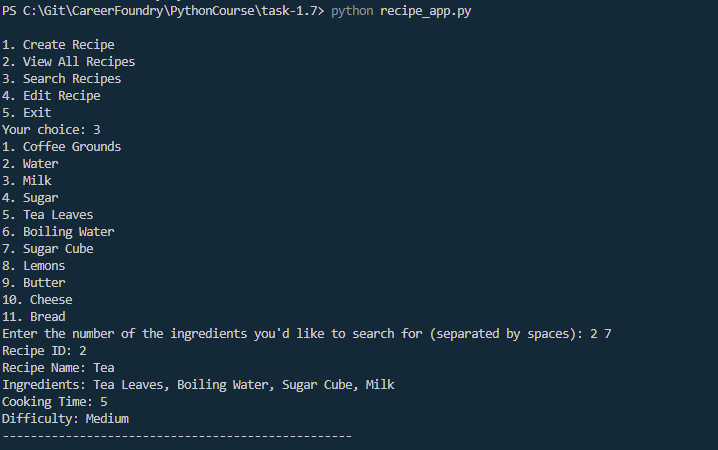 PS C:\Git\CareerFoundry\PythonCourse\task-1.7> python recipe_app.py
1. Create Recipe
2. View All Recipes
3. Search Recipes
4. Edit Recipe
5. Exit
Your choice: 3
1. Coffee Grounds
2. Water
3. Milk
4. Sugar
5. Tea Leaves
6. Boiling Water
7. Sugar Cube
8. Lemons
9. Butter
10. Cheese
11. Bread
Enter the number of the ingredients you'd like to search for (separated by spaces): 2 7
Recipe ID: 2
Recipe Name: Tea
Ingredients: Tea Leaves, Boiling Water, Sugar Cube, Milk
Cooking Time: 5
Difficulty: Medium
--------------------------------------------------